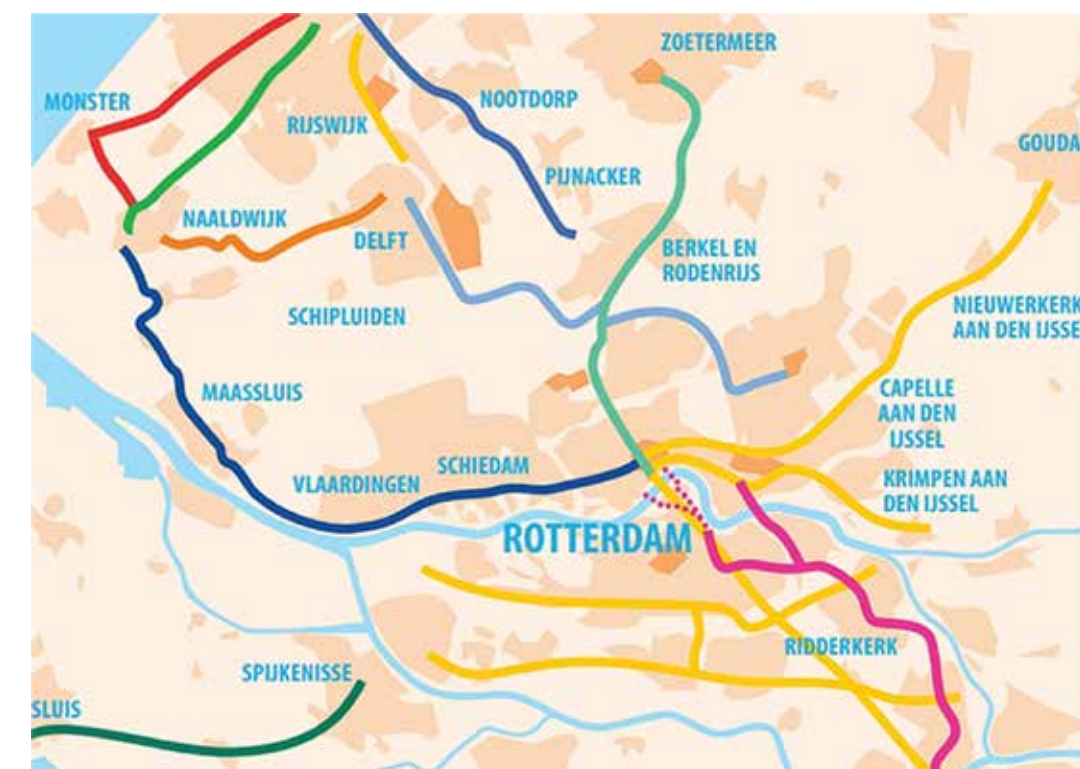 ZOETERMEER
MONSTER
NOOTDORP
RIJSWIJK
GOUDA
PIJNACKER
NAALDWIJK
DELFT
BERKEL EN
RODENRIJS
SCHIPLUIDEN
NIEUWERKERK
AAN DEN IJSSE
MAASSLUIS
CAPELLE
AAN DEN
IJSSEL
SCHIEDAM
VLAARDINGEN
KRIMPEN AAN
DEN IJSSEL
ROTTERDAM
RIDDERKERK
SPIJKENISSE
SLUIS